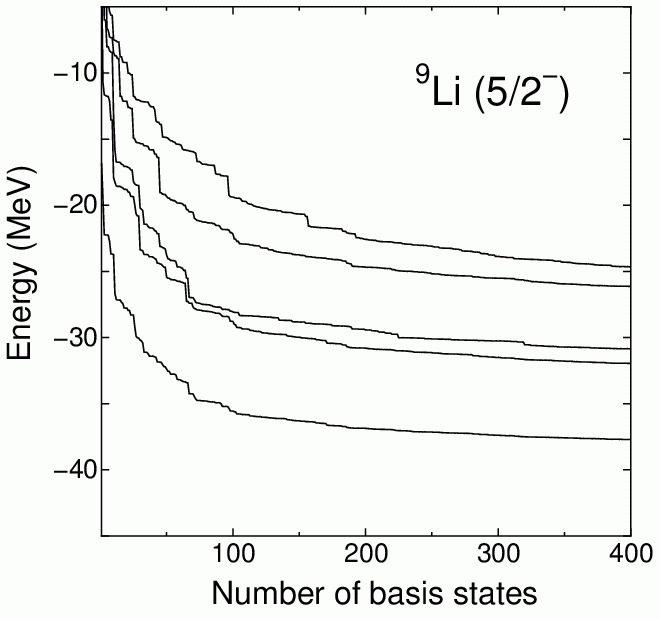 ⁹Li (5/2⁻)
Energy (MeV)
−10
−20
−30
−40
100 200 300 400
Number of basis states